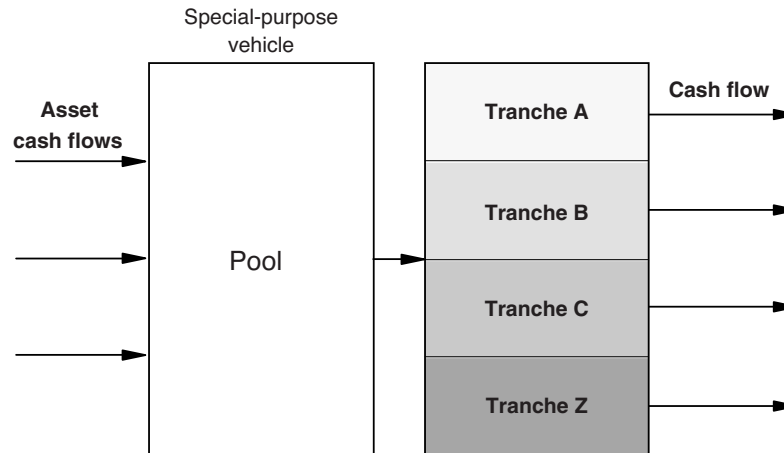 Special-purpose
vehicle
Asset
cash flows
Pool
Tranche A
Tranche B
Tranche C
Tranche Z
Cash flow